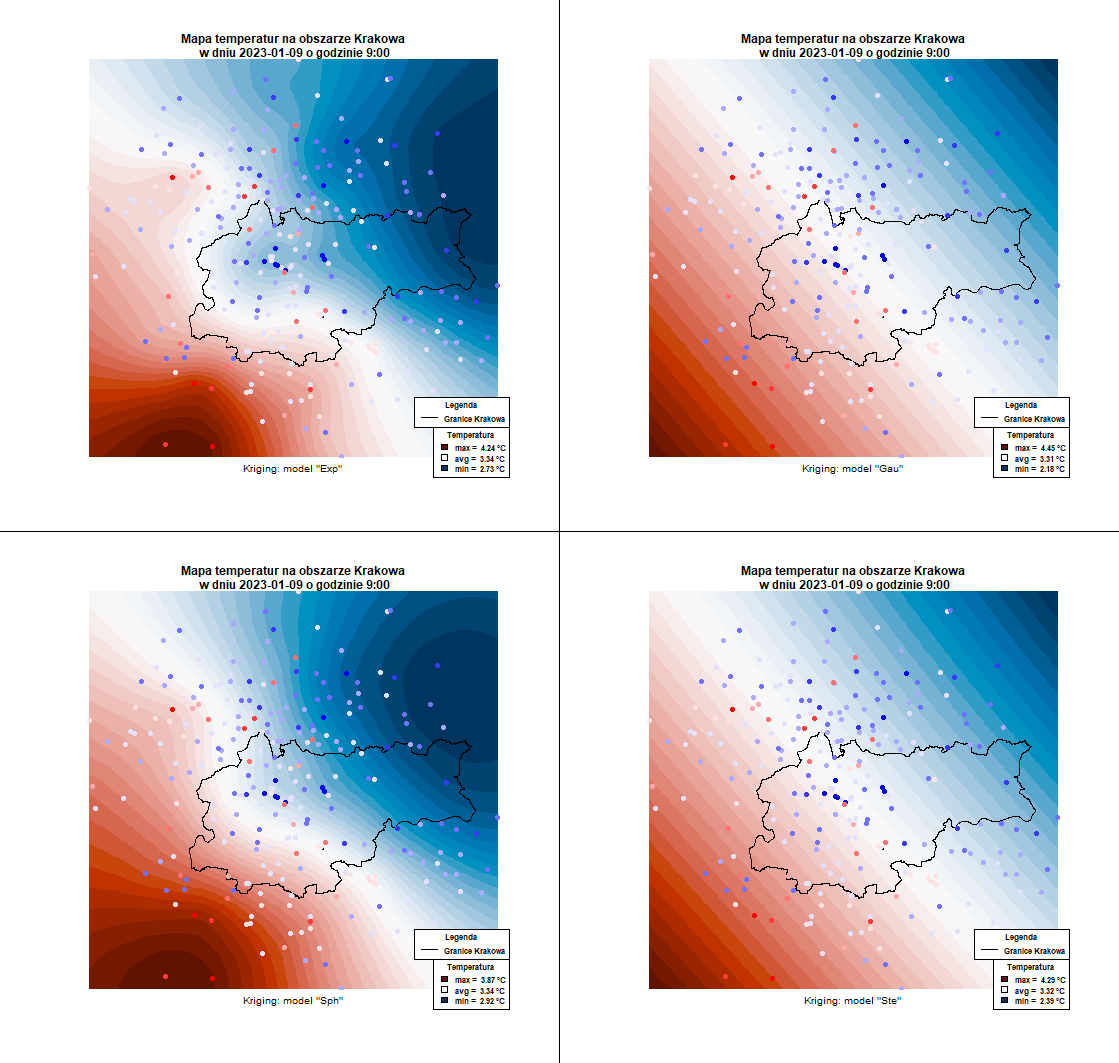 Mapa temperatur na obszarze Krakowa
w dniu 2023-01-09 o godzinie 9:00
Legenda
Granice Krakowa
Temperatura
max = 4.24 °C
avg = 3.34 °C
min = 2.73 °C
Kriging: model "Exp"
Mapa temperatur na obszarze Krakowa
w dniu 2023-01-09 o godzinie 9:00
Legenda
Granice Krakowa
Temperatura
max = 4.45 °C
avg = 3.31 °C
min = 2.18 °C
Kriging: model "Gau"
Mapa temperatur na obszarze Krakowa
w dniu 2023-01-09 o godzinie 9:00
Legenda
Granice Krakowa
Temperatura
max = 3.87 °C
avg = 3.34 °C
min = 2.92 °C
Kriging: model "Sph"
Mapa temperatur na obszarze Krakowa
w dniu 2023-01-09 o godzinie 9:00
Legenda
Granice Krakowa
Temperatura
max = 4.29 °C
avg = 3.32 °C
min = 2.39 °C
Kriging: model "Ste"